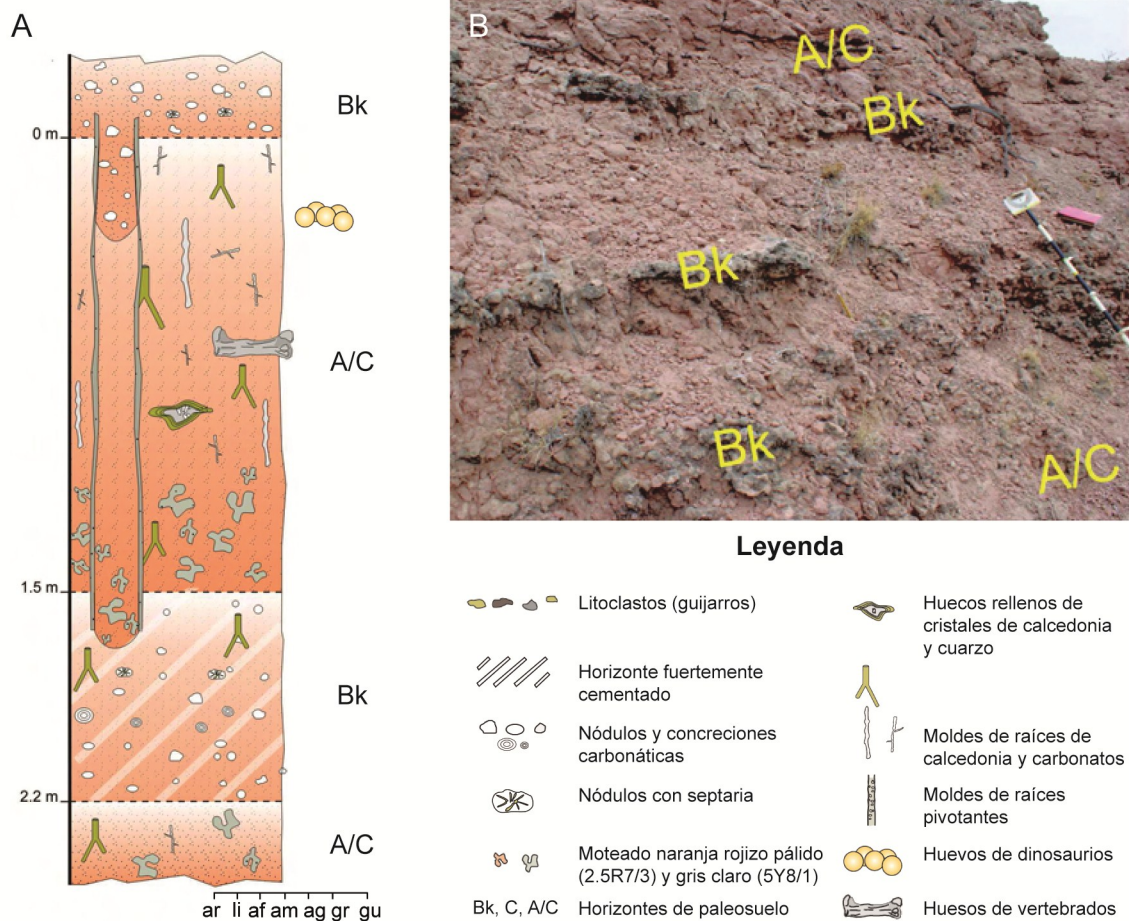 A
Bk
0 m
A/C
1.5 m
Bk
2.2 m
A/C
ar li af am ag gr gu
B
A/C
Bk
Bk
Bk
A/C
Leyenda
Litoclastos (guijarros)
Horizonte fuertemente
cementado
Nódulos y concreciones
carbonáticas
Nódulos con septaria
Moteado naranja rojizo pálido
(2.5R7/3) y gris claro (5Y8/1)
Bk, C, A/C Horizontes de paleosuelo
Huecos rellenos de
cristales de calcedonia
y cuarzo
Moldes de raíces de
calcedonia y carbonatos
Moldes de raíces
pivotantes
Huevos de dinosaurios
Huesos de vertebrados